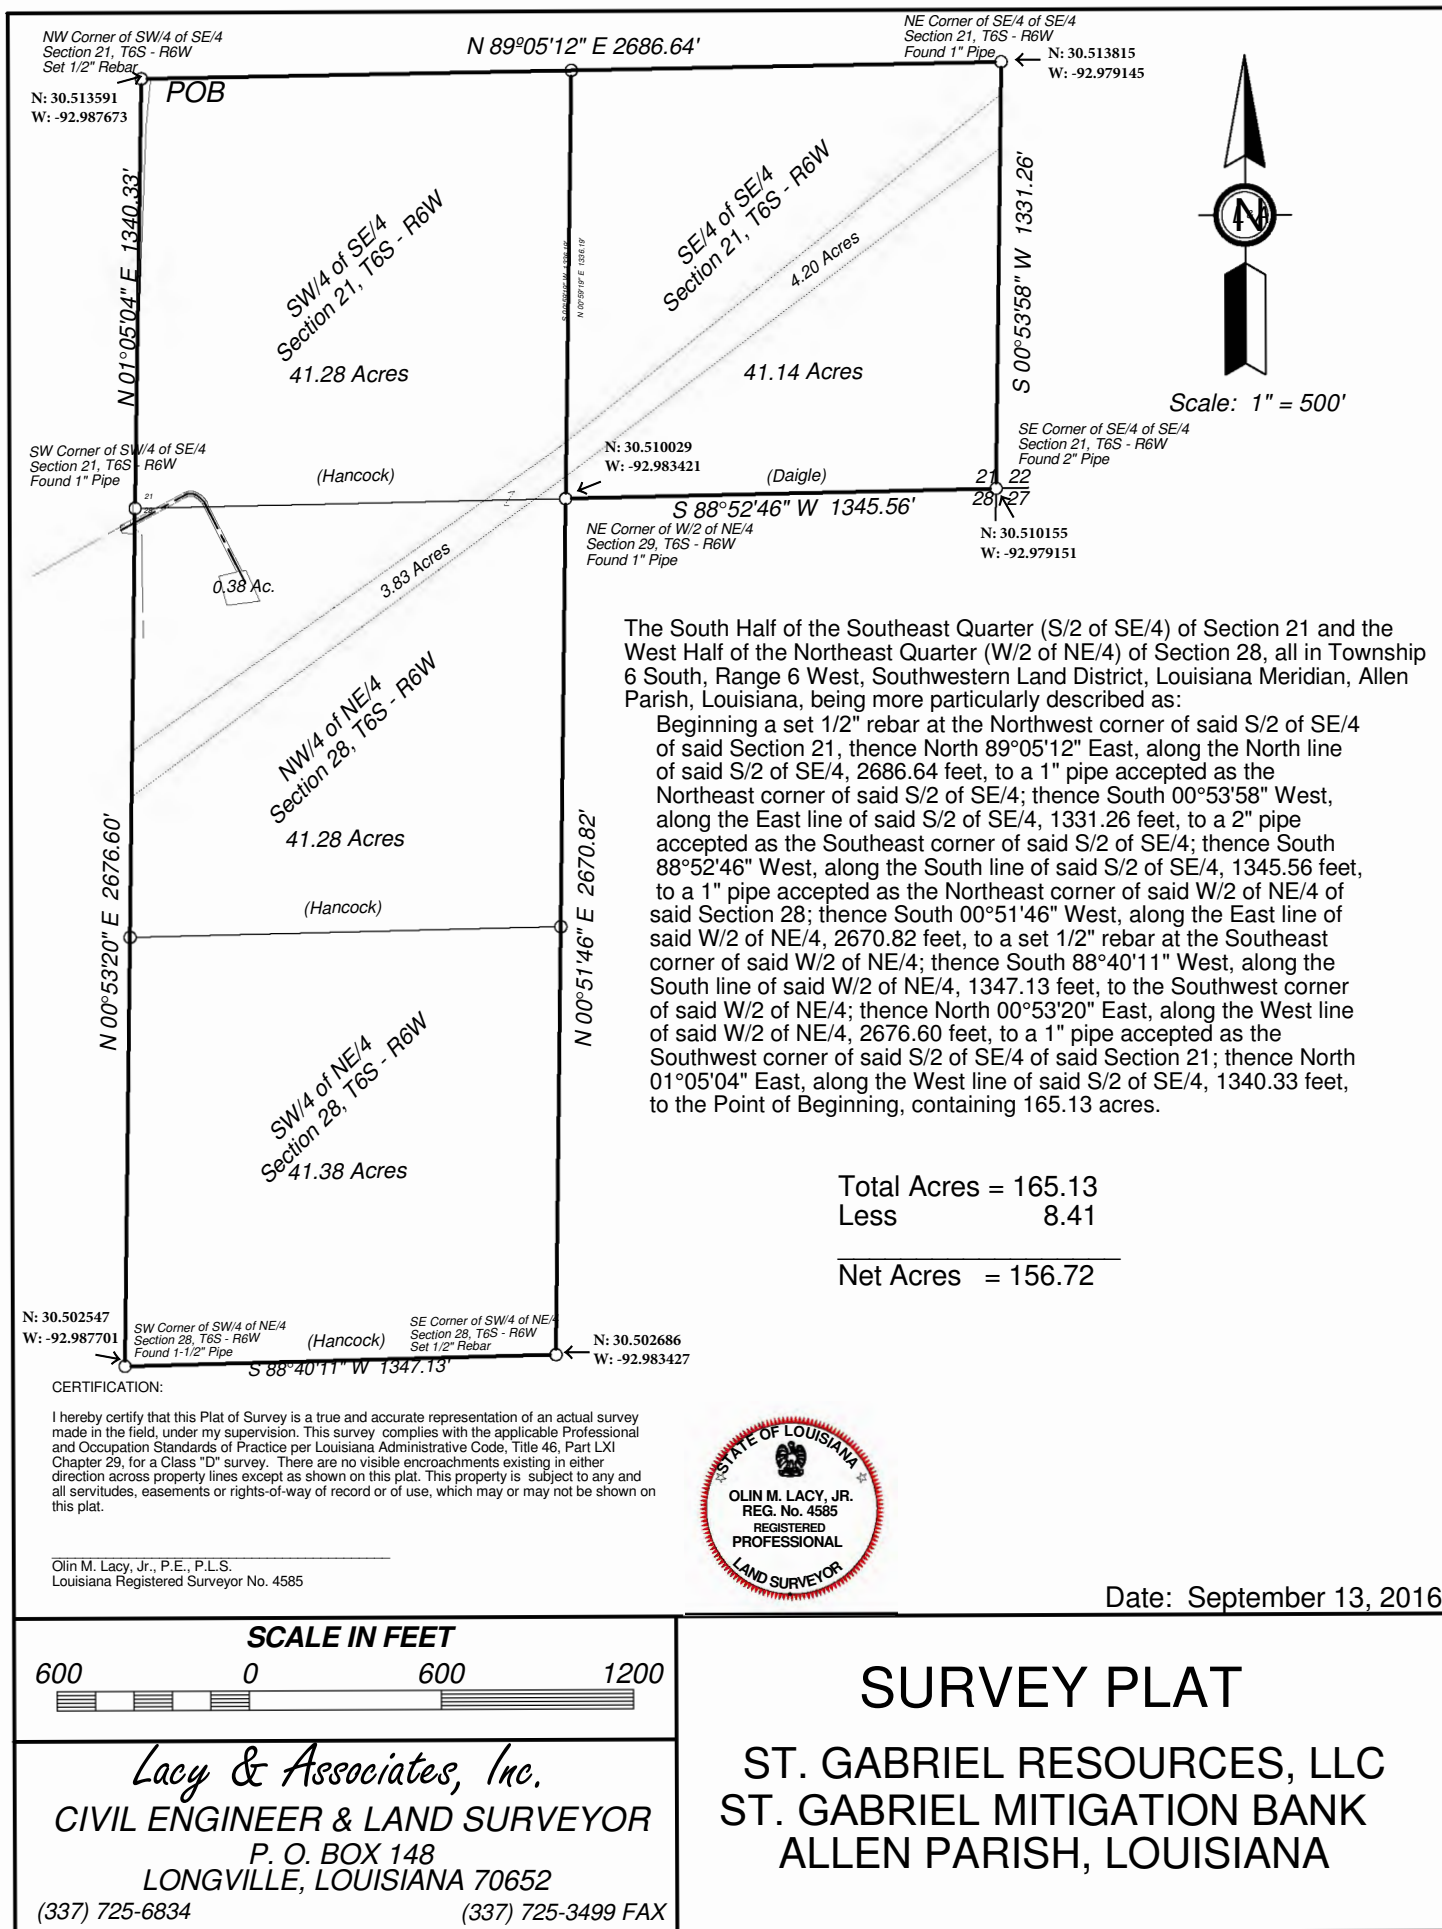 NW Corner of SW/4 of SE/4
Section 21, T6S - R6W
Set 1/2" Rebar
N: 30.513591
W: -92.987673
POB
N 89º05'12" E 2686.64'
NE Corner of SE/4 of SE/4
Section 21, T6S - R6W
Found 1" Pipe
N: 30.513815
W: -92.979145
N 01°05'04" E 1340.33'
SW/4 of SE/4
Section 21, T6S - R6W
41.28 Acres
S 00°59'19" W 1336.19'
N 00°59'19" E 1336.19'
SE/4 of SE/4
Section 21, T6S - R6W
4.20 Acres
41.14 Acres
S 00°53'58" W 1331.26'
N
Scale: 1" = 500'
SW Corner of SW/4 of SE/4
Section 21, T6S - R6W
Found 1" Pipe
21
28
(Hancock)
N: 30.510029
W: -92.983421
(Daigle)
SE Corner of SE/4 of SE/4
Section 21, T6S - R6W
Found 2" Pipe
21 22
28 27
S 88°52'46" W 1345.56'
NE Corner of W/2 of NE/4
Section 29, T6S - R6W
Found 1" Pipe
N: 30.510155
W: -92.979151
0.38 Ac.
3.83 Acres
NW/4 of NE/4
Section 28, T6S - R6W
41.28 Acres
(Hancock)
N 00°53'20" E 2676.60'
N 00°51'46" E 2670.82'
SW/4 of NE/4
Section 28, T6S - R6W
41.38 Acres
The South Half of the Southeast Quarter (S/2 of SE/4) of Section 21 and the
West Half of the Northeast Quarter (W/2 of NE/4) of Section 28, all in Township
6 South, Range 6 West, Southwestern Land District, Louisiana Meridian, Allen
Parish, Louisiana, being more particularly described as:
Beginning a set 1/2" rebar at the Northwest corner of said S/2 of SE/4
of said Section 21, thence North 89°05'12" East, along the North line
of said S/2 of SE/4, 2686.64 feet, to a 1" pipe accepted as the
Northeast corner of said S/2 of SE/4; thence South 00°53'58" West,
along the East line of said S/2 of SE/4, 1331.26 feet, to a 2" pipe
accepted as the Southeast corner of said S/2 of SE/4; thence South
88°52'46" West, along the South line of said S/2 of SE/4, 1345.56 feet,
to a 1" pipe accepted as the Northeast corner of said W/2 of NE/4 of
said Section 28; thence South 00°51'46" West, along the East line of
said W/2 of NE/4, 2670.82 feet, to a set 1/2" rebar at the Southeast
corner of said W/2 of NE/4; thence South 88°40'11" West, along the
South line of said W/2 of NE/4, 1347.13 feet, to the Southwest corner
of said W/2 of NE/4; thence North 00°53'20" East, along the West line
of said W/2 of NE/4, 2676.60 feet, to a 1" pipe accepted as the
Southwest corner of said S/2 of SE/4 of said Section 21; thence North
01°05'04" East, along the West line of said S/2 of SE/4, 1340.33 feet,
to the Point of Beginning, containing 165.13 acres.
Total Acres = 165.13
Less 8.41
Net Acres = 156.72
N: 30.502547
W: -92.987701
SW Corner of SW/4 of NE/4
Section 28, T6S - R6W
Found 1-1/2" Pipe
(Hancock)
SE Corner of SW/4 of NE/4
Section 28, T6S - R6W
Set 1/2" Rebar
N: 30.502686
W: -92.983427
S 88°40'11" W 1347.13'
CERTIFICATION:
I hereby certify that this Plat of Survey is a true and accurate representation of an actual survey
made in the field, under my supervision. This survey complies with the applicable Professional
and Occupation Standards of Practice per Louisiana Administrative Code, Title 46, Part LXI
Chapter 29, for a Class "D" survey. There are no visible encroachments existing in either
direction across property lines except as shown on this plat. This property is subject to any and
all servitudes, easements or rights-of-way of record or of use, which may or may not be shown on
this plat.
Olin M. Lacy, Jr., P.E., P.L.S.
Louisiana Registered Surveyor No. 4585
STATE OF LOUISIANA
OLIN M. LACY, JR.
REG. No. 4585
REGISTERED
PROFESSIONAL
LAND SURVEYOR
Date: September 13, 2016
SCALE IN FEET
600 0 600 1200
Lacy & Associates, Inc.
CIVIL ENGINEER & LAND SURVEYOR
P. O. BOX 148
LONGVILLE, LOUISIANA 70652
(337) 725-6834 (337) 725-3499 FAX
SURVEY PLAT
ST. GABRIEL RESOURCES, LLC
ST. GABRIEL MITIGATION BANK
ALLEN PARISH, LOUISIANA